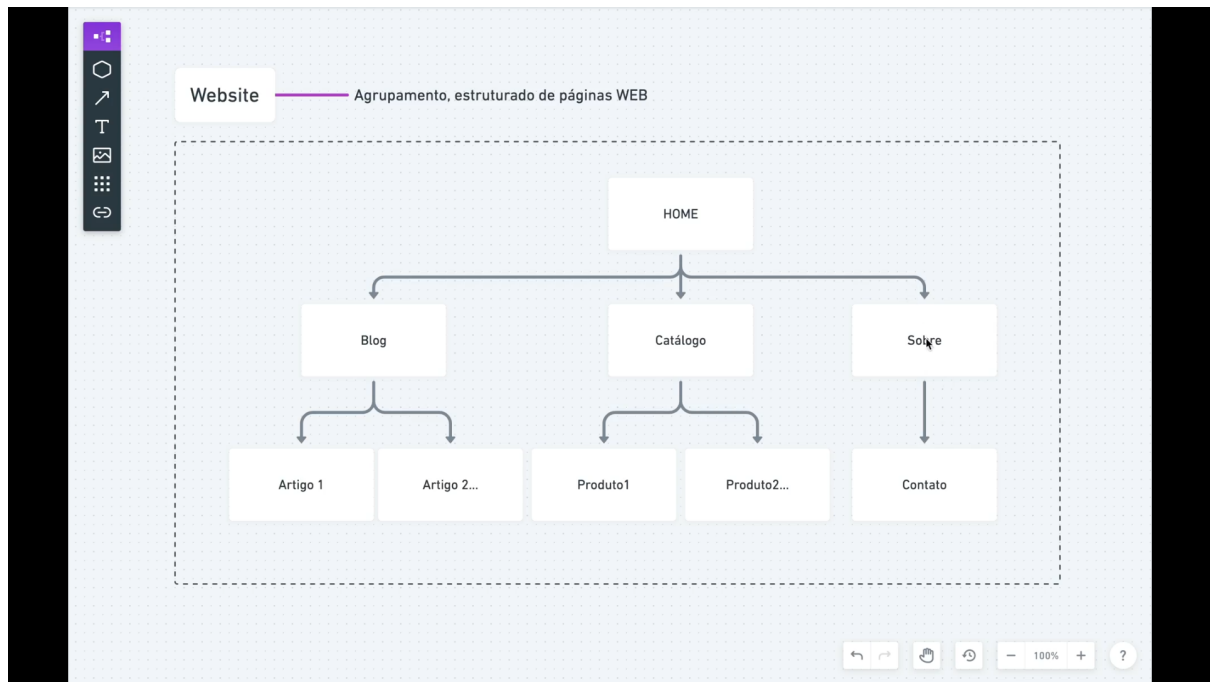 Website
Agrupamento, estruturado de páginas WEB
HOME
Blog
Catálogo
Sobre
Artigo 1
Artigo 2...
Produto1
Produto2...
Contato
100%
?